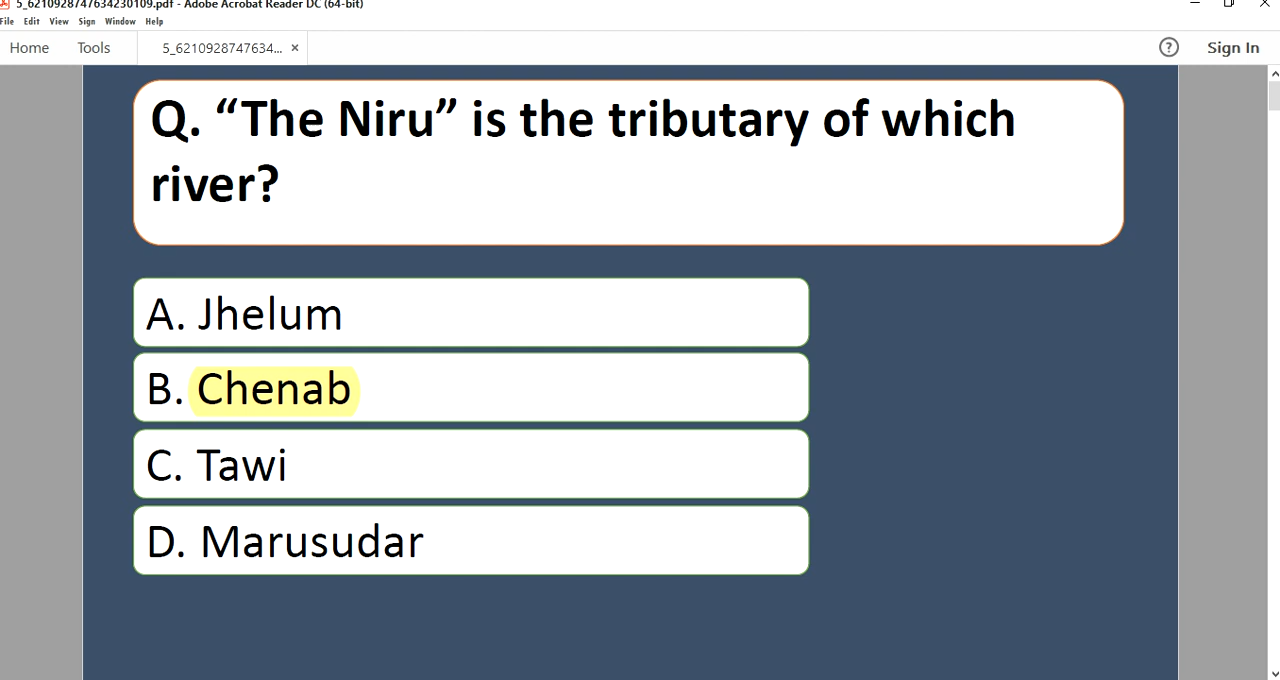 5_6210928747634230109.pdf - Adobe Acrobat Reader DC (64-bit)
File Edit View Sign Window Help
Home Tools 5_6210928747634... × ? Sign In
Q. “The Niru” is the tributary of which
river?
A. Jhelum
B. Chenab
C. Tawi
D. Marusudar